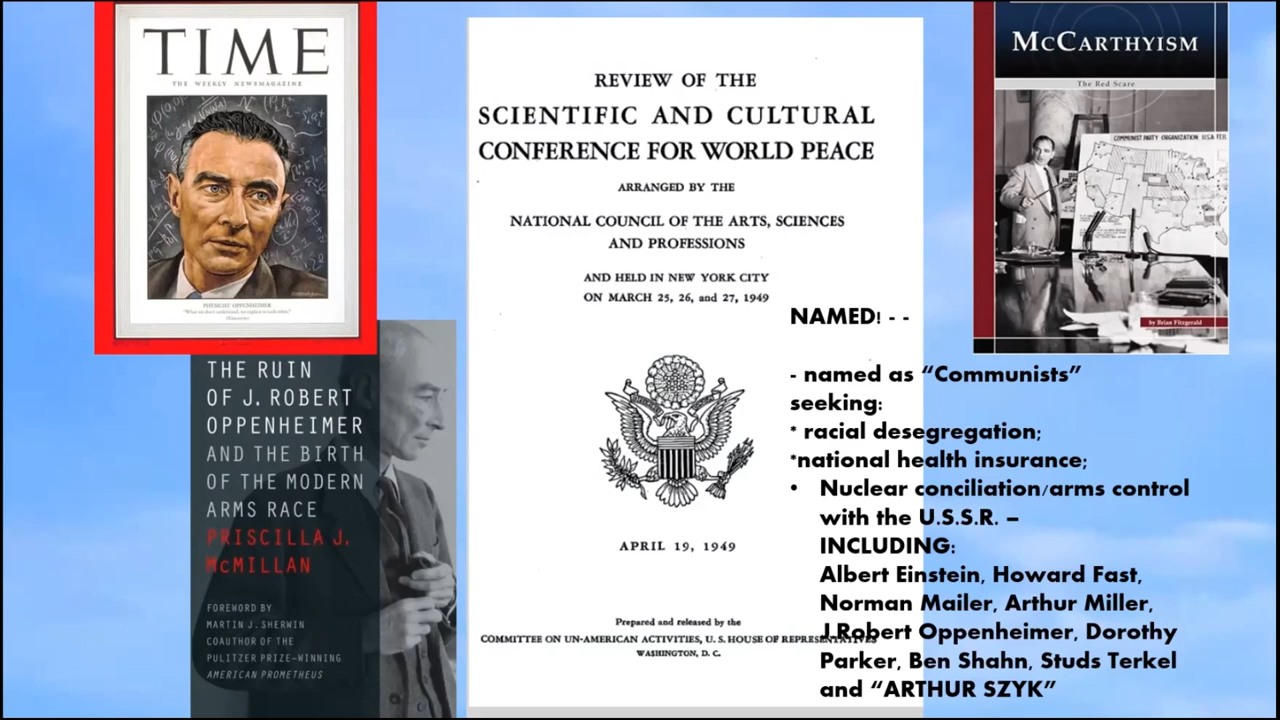 TIME
THE WEEKLY NEWSMAGAZINE
PHYSICIST OPPENHEIMER
THE RUIN
OF J. ROBERT
OPPENHEIMER
AND THE BIRTH
OF THE MODERN
ARMS RACE
PRISCILLA J.
McMILLAN
FOREWORD BY
MARTIN J. SHERWIN
COAUTHOR OF THE
PULITZER PRIZE-WINNING
AMERICAN PROMETHEUS
REVIEW OF THE
SCIENTIFIC AND CULTURAL
CONFERENCE FOR WORLD PEACE
ARRANGED BY THE
NATIONAL COUNCIL OF THE ARTS, SCIENCES
AND PROFESSIONS
AND HELD IN NEW YORK CITY
ON MARCH 25, 26, and 27, 1949
APRIL 19, 1949
Prepared and released by the
COMMITTEE ON UN-AMERICAN ACTIVITIES, U. S. HOUSE OF REPRESENTATIVES
WASHINGTON, D. C.
McCARTHYISM
The Red Scare
COMMUNIST PARTY ORGANIZATION U.S.A
by Brian Fitzgerald
NAMED! - -
- named as “Communists”
seeking:
* racial desegregation;
*national health insurance;
• Nuclear conciliation/arms control
with the U.S.S.R. –
INCLUDING:
Albert Einstein, Howard Fast,
Norman Mailer, Arthur Miller,
J.Robert Oppenheimer, Dorothy
Parker, Ben Shahn, Studs Terkel
and “ARTHUR SZYK”